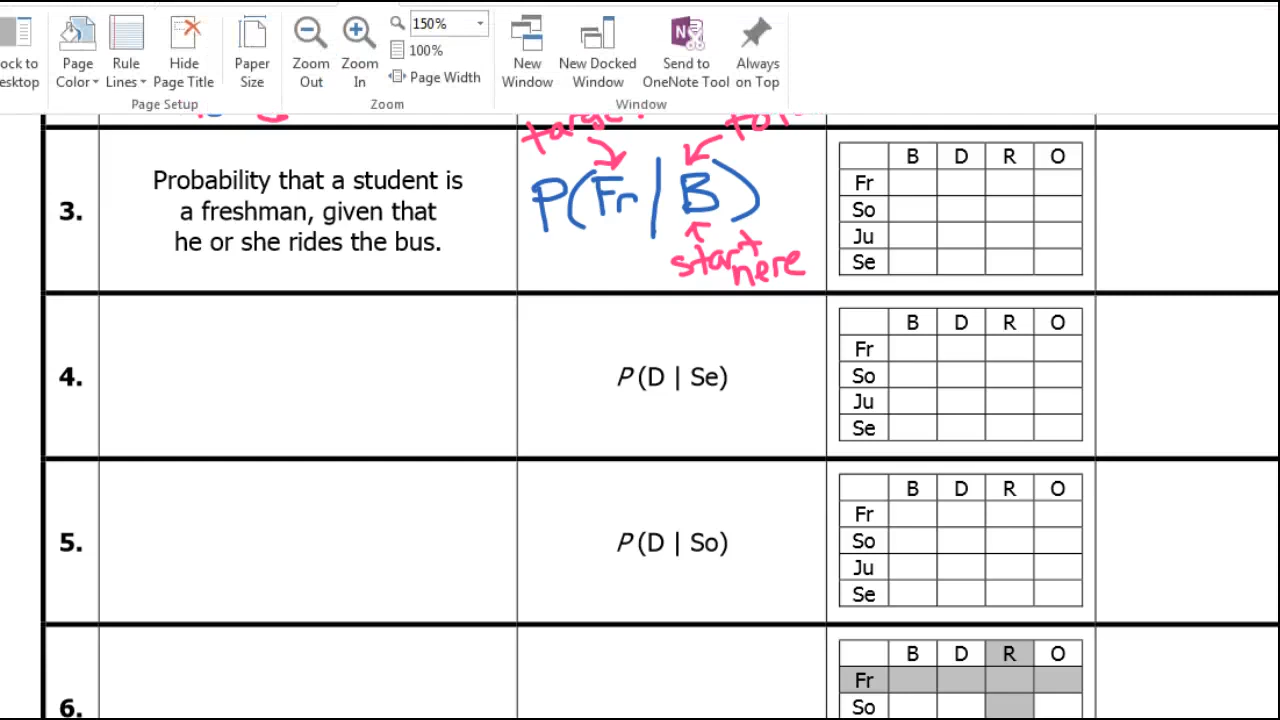 ock to
esktop
Page
Color
Rule
Lines
Hide
Page Title
Paper
Size
Page Setup
Zoom
Out
Zoom
In
150%
100%
Page Width
Zoom
New
Window
New Docked
Window
Send to
OneNote Tool
Always
on Top
Window
target
3.
Probability that a student is
a freshman, given that
he or she rides the bus.
P(Fr | B)
start
here
B D R O
Fr
So
Ju
Se
4.
P(D | Se)
B D R O
Fr
So
Ju
Se
5.
P(D | So)
B D R O
Fr
So
Ju
Se
6.
B D R O
Fr
So